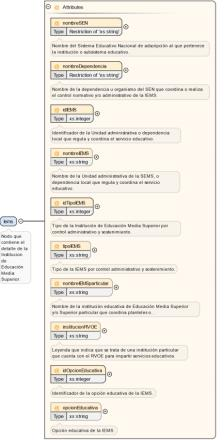 Attributes
nombreSEN
Type Restriction of 'xs:string'
Nombre del Sistema Educativo Nacional de adscripción al que pertenece
la institución o subsistema educativo.
nombreDependencia
Type Restriction of 'xs:string'
Nombre de la dependencia u organismo del SEN que coordina o realiza
el control normativo y/o administrativo de la IEMS.
idIEMS
Type xs:integer
Identificador de la Unidad administrativa o dependencia
local que regula y coordina el servicio educativo.
nombreIEMS
Type xs:string
Nombre de la Unidad administrativa de la SEMS, o
dependencia local que regula y coordina el servicio
educativo.
idTipoIEMS
Type xs:integer
Tipo de la Institución de Educación Media Superior por
control administrativo y sostenimiento.
tipoIEMS
Type xs:string
Tipo de la IEMS por control administrativo y sostenimiento.
nombreIEMSparticular
Type xs:string
Nombre de la institución educativa de Educación Media Superior
y/o Superior particular que coordina planteles o .
institucionRVOE
Type xs:string
Leyenda que indica que se trata de una institución particular
que cuenta con el RVOE para impartir servicios educativos.
idOpcionEducativa
Type xs:integer
Identificador de la opción educativa de la IEMS.
opcionEducativa
Type xs:string
Opción educativa de la IEMS.
Iems
Nodo que
contiene el
detalle de la
Institucion
de
Educación
Media
Superior.